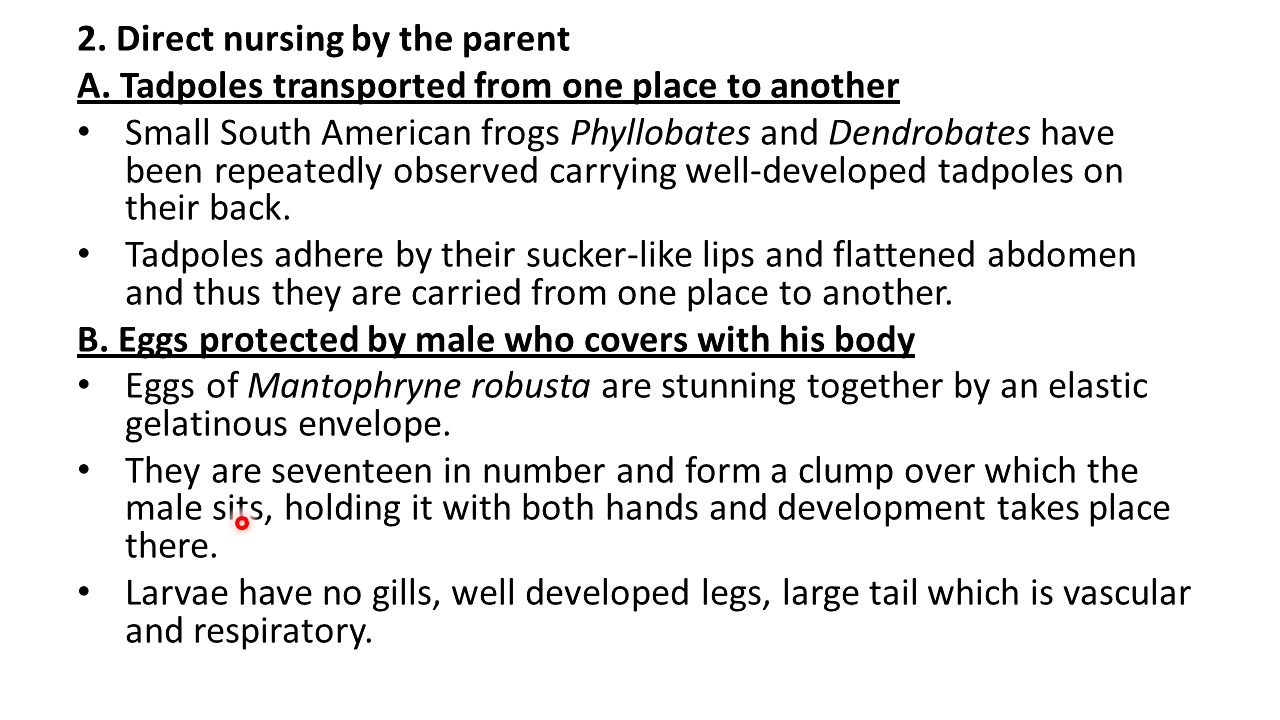 2. Direct nursing by the parent
A. Tadpoles transported from one place to another
• Small South American frogs Phyllobates and Dendrobates have
been repeatedly observed carrying well-developed tadpoles on
their back.
• Tadpoles adhere by their sucker-like lips and flattened abdomen
and thus they are carried from one place to another.
B. Eggs protected by male who covers with his body
• Eggs of Mantophryne robusta are stunning together by an elastic
gelatinous envelope.
• They are seventeen in number and form a clump over which the
male sits, holding it with both hands and development takes place
there.
• Larvae have no gills, well developed legs, large tail which is vascular
and respiratory.